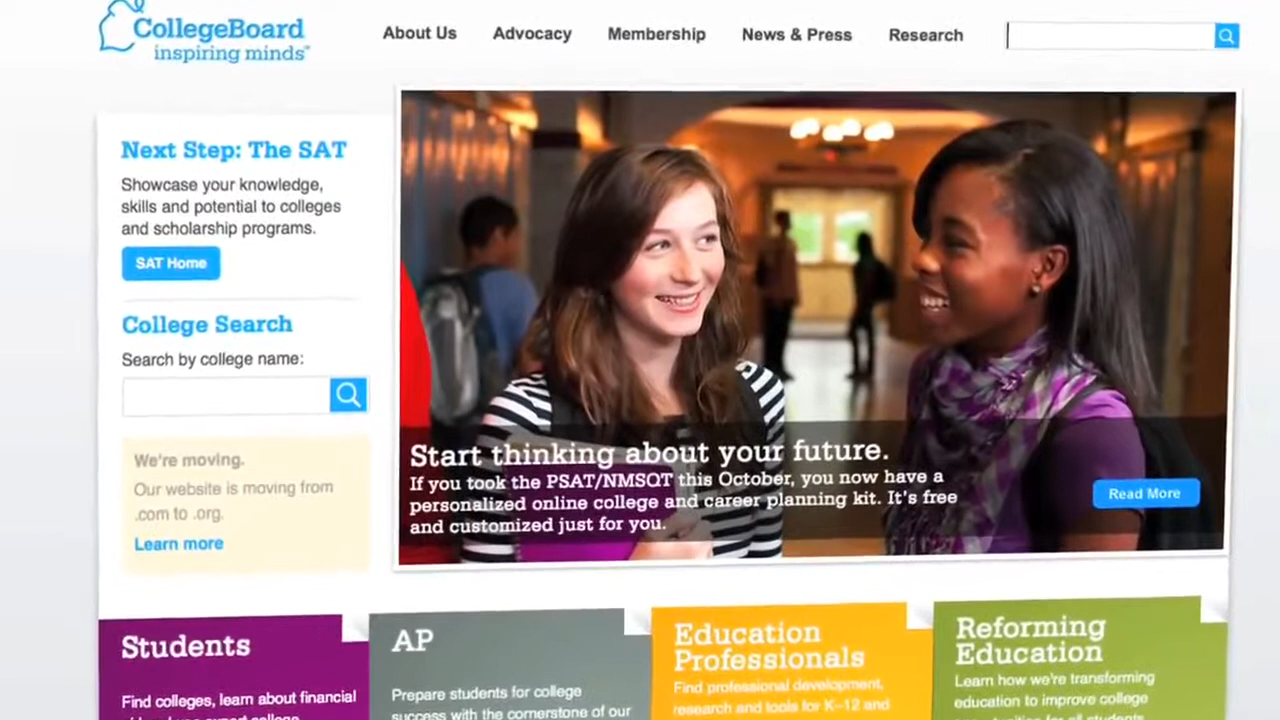 CollegeBoard
inspiring minds™
About Us
Advocacy
Membership
News & Press
Research
Next Step: The SAT
Showcase your knowledge,
skills and potential to colleges
and scholarship programs.
SAT Home
College Search
Search by college name:
We're moving.
Our website is moving from
.com to .org.
Learn more
Start thinking about your future.
If you took the PSAT/NMSQT this October, you now have a
personalized online college and career planning kit. It's free
and customized just for you.
Read More
Students
Find colleges, learn about financial
AP
Prepare students for college
success with the cornerstone of our
Education
Professionals
Find professional development,
research and tools for K–12 and
Reforming
Education
Learn how we're transforming
education to improve college